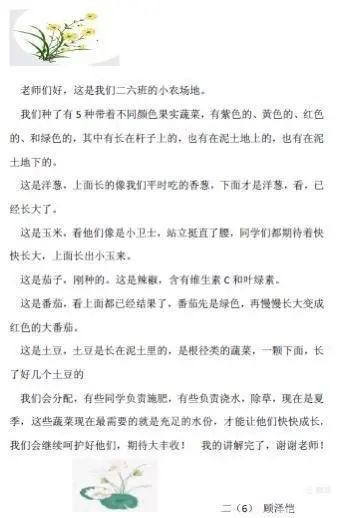 老师们好，这是我们二六班的小农场地。
我们种了有5种带着不同颜色果实蔬菜，有紫色的、黄色的、红色
的、和绿色的，其中有长在杆子上的，也有在泥土地上的，也有在泥
土地下的。
这是洋葱，上面长的像我们平时吃的香葱，下面才是洋葱，看，已
经长大了。
这是玉米，看他们像是小卫士，站立挺直了腰，同学们都期待着快
快长大，上面长出小玉来。
这是茄子，刚种的。这是辣椒，含有维生素C和叶绿素。
这是番茄，看上面都已经结果了，番茄先是绿色，再慢慢长大变成
红色的大番茄。
这是土豆，土豆是长在泥土里的，是根径类的蔬菜，一颗下面，长
了好几个土豆的
我们会分配，有些同学负责施肥，有些负责浇水，除草，现在是夏
季，这些蔬菜现在最需要的就是充足的水份，才能让他们快快成长，
我们会继续呵护好他们，期待大丰收！ 我的讲解完了，谢谢老师！
二（6） 顾泽恺